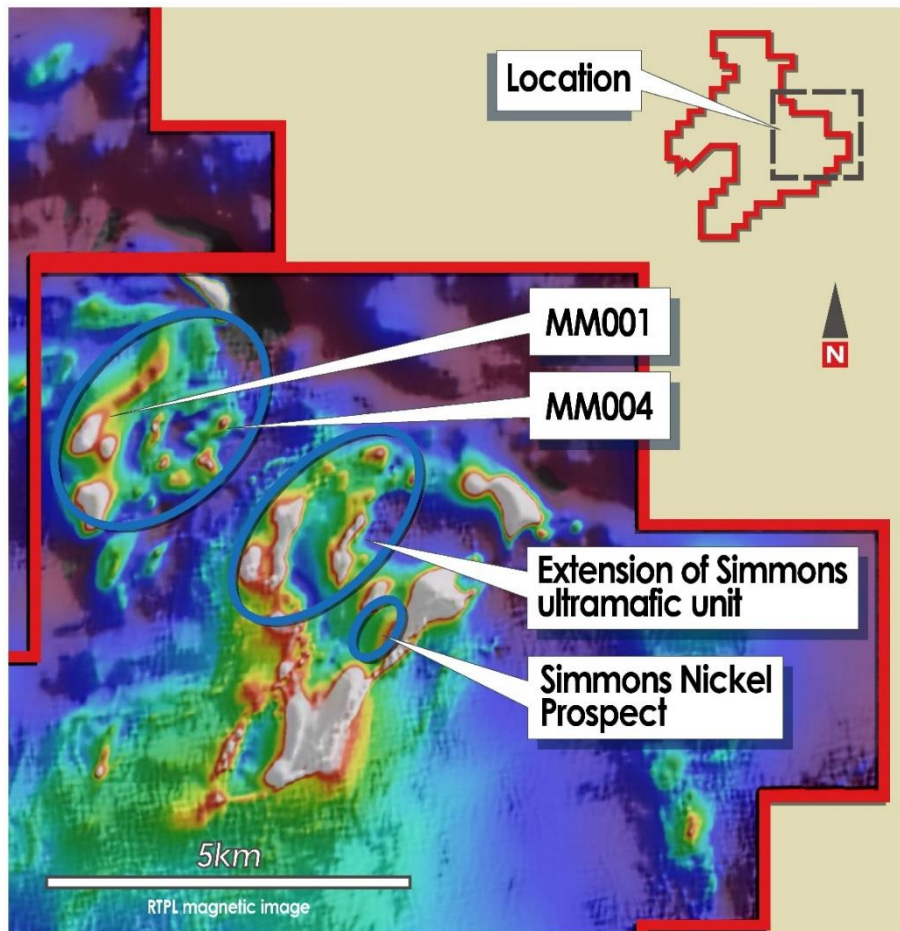 Location
MM001
N
MM004
Extension of Simmons
ultramafic unit
Simmons Nickel
Prospect
5km
RTPL magnetic image